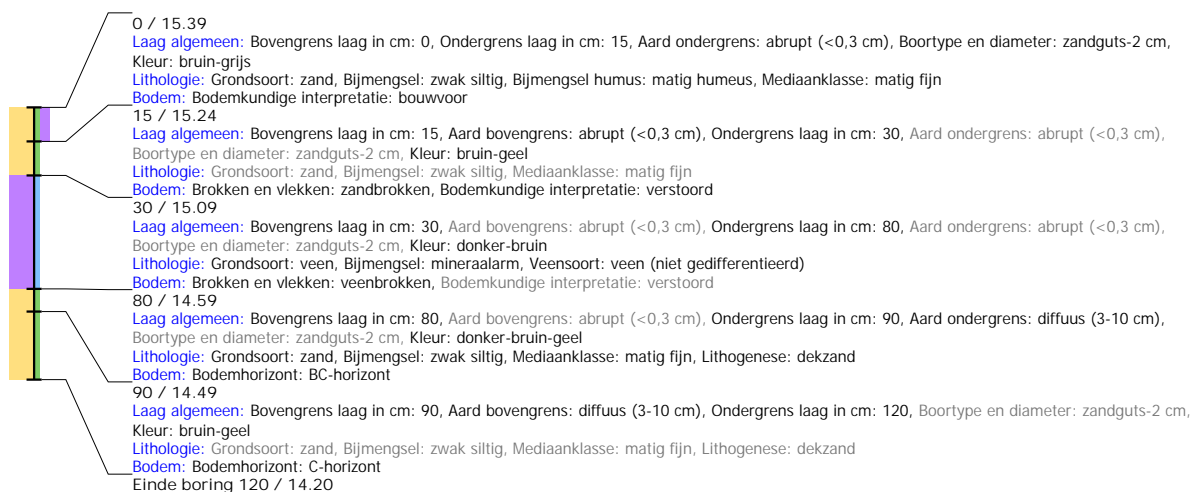 0 / 15.39
Laag algemeen: Bovengrens laag in cm: 0, Ondergrens laag in cm: 15, Aard ondergrens: abrupt (<0,3 cm), Boortype en diameter: zandguts-2 cm,
Kleur: bruin-grijs
Lithologie: Grondsoort: zand, Bijmengsel: zwak siltig, Bijmengsel humus: matig humeus, Mediaanklasse: matig fijn
Bodem: Bodemkundige interpretatie: bouwvoor
15 / 15.24
Laag algemeen: Bovengrens laag in cm: 15, Aard bovengrens: abrupt (<0,3 cm), Ondergrens laag in cm: 30, Aard ondergrens: abrupt (<0,3 cm),
Boortype en diameter: zandguts-2 cm, Kleur: bruin-geel
Lithologie: Grondsoort: zand, Bijmengsel: zwak siltig, Mediaanklasse: matig fijn
Bodem: Brokken en vlekken: zandbrokken, Bodemkundige interpretatie: verstoord
30 / 15.09
Laag algemeen: Bovengrens laag in cm: 30, Aard bovengrens: abrupt (<0,3 cm), Ondergrens laag in cm: 80, Aard ondergrens: abrupt (<0,3 cm),
Boortype en diameter: zandguts-2 cm, Kleur: donker-bruin
Lithologie: Grondsoort: veen, Bijmengsel: mineraalarm, Veensoort: veen (niet gedifferentieerd)
Bodem: Brokken en vlekken: veenbrokken, Bodemkundige interpretatie: verstoord
80 / 14.59
Laag algemeen: Bovengrens laag in cm: 80, Aard bovengrens: abrupt (<0,3 cm), Ondergrens laag in cm: 90, Aard ondergrens: diffuus (3-10 cm),
Boortype en diameter: zandguts-2 cm, Kleur: donker-bruin-geel
Lithologie: Grondsoort: zand, Bijmengsel: zwak siltig, Mediaanklasse: matig fijn, Lithogenese: dekzand
Bodem: Bodemhorizont: BC-horizont
90 / 14.49
Laag algemeen: Bovengrens laag in cm: 90, Aard bovengrens: diffuus (3-10 cm), Ondergrens laag in cm: 120, Boortype en diameter: zandguts-2 cm,
Kleur: bruin-geel
Lithologie: Grondsoort: zand, Bijmengsel: zwak siltig, Mediaanklasse: matig fijn, Lithogenese: dekzand
Bodem: Bodemhorizont: C-horizont
Einde boring 120 / 14.20